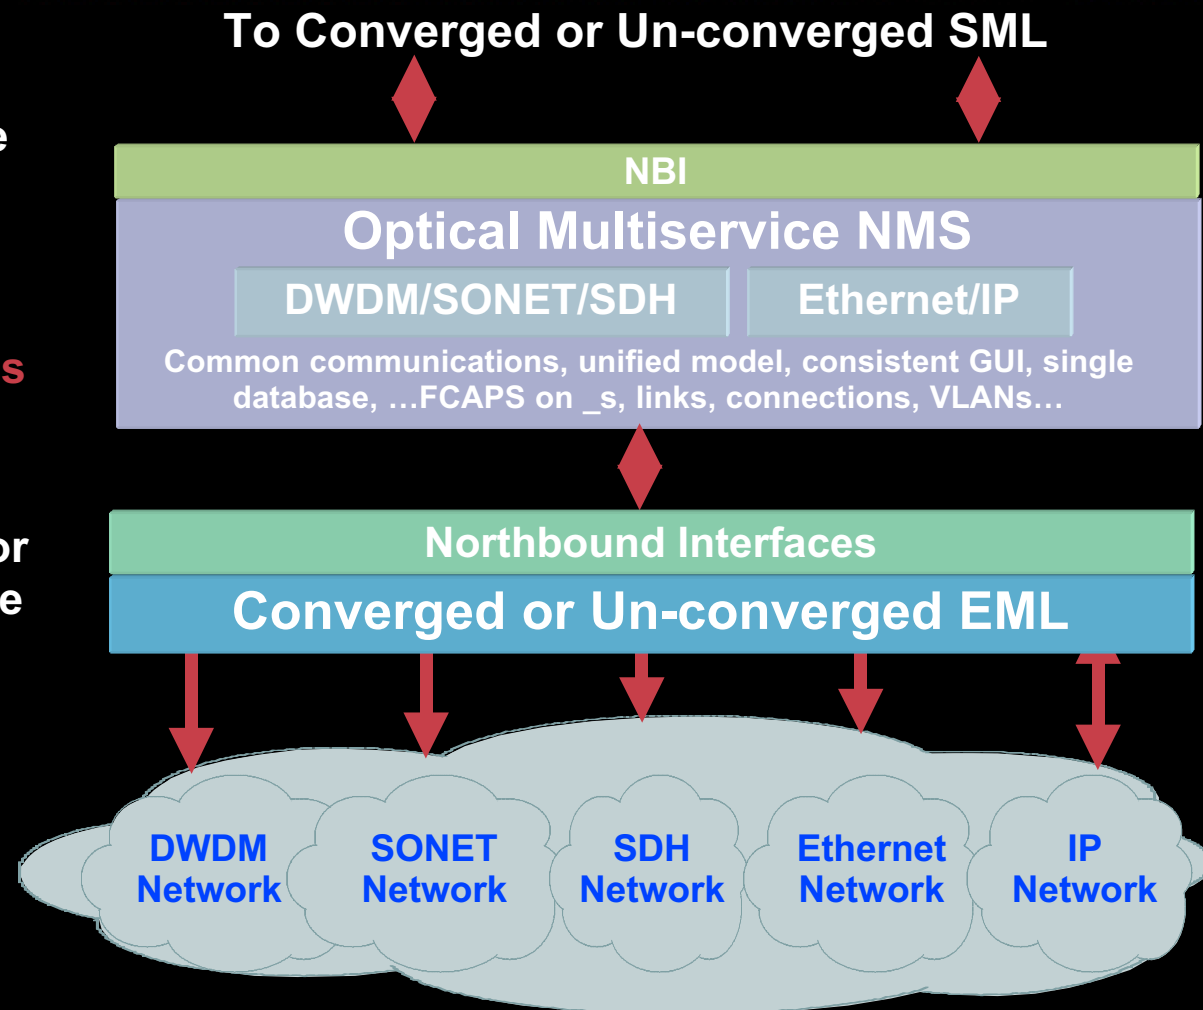 To Converged or Un-converged SML
e
NBI
Optical Multiservice NMS
DWDM/SONET/SDH
Ethernet/IP
s
Common communications, unified model, consistent GUI, single
database, …FCAPS on _s, links, connections, VLANs…
or
e
Northbound Interfaces
Converged or Un-converged EML
DWDM
Network
SONET
Network
SDH
Network
Ethernet
Network
IP
Network